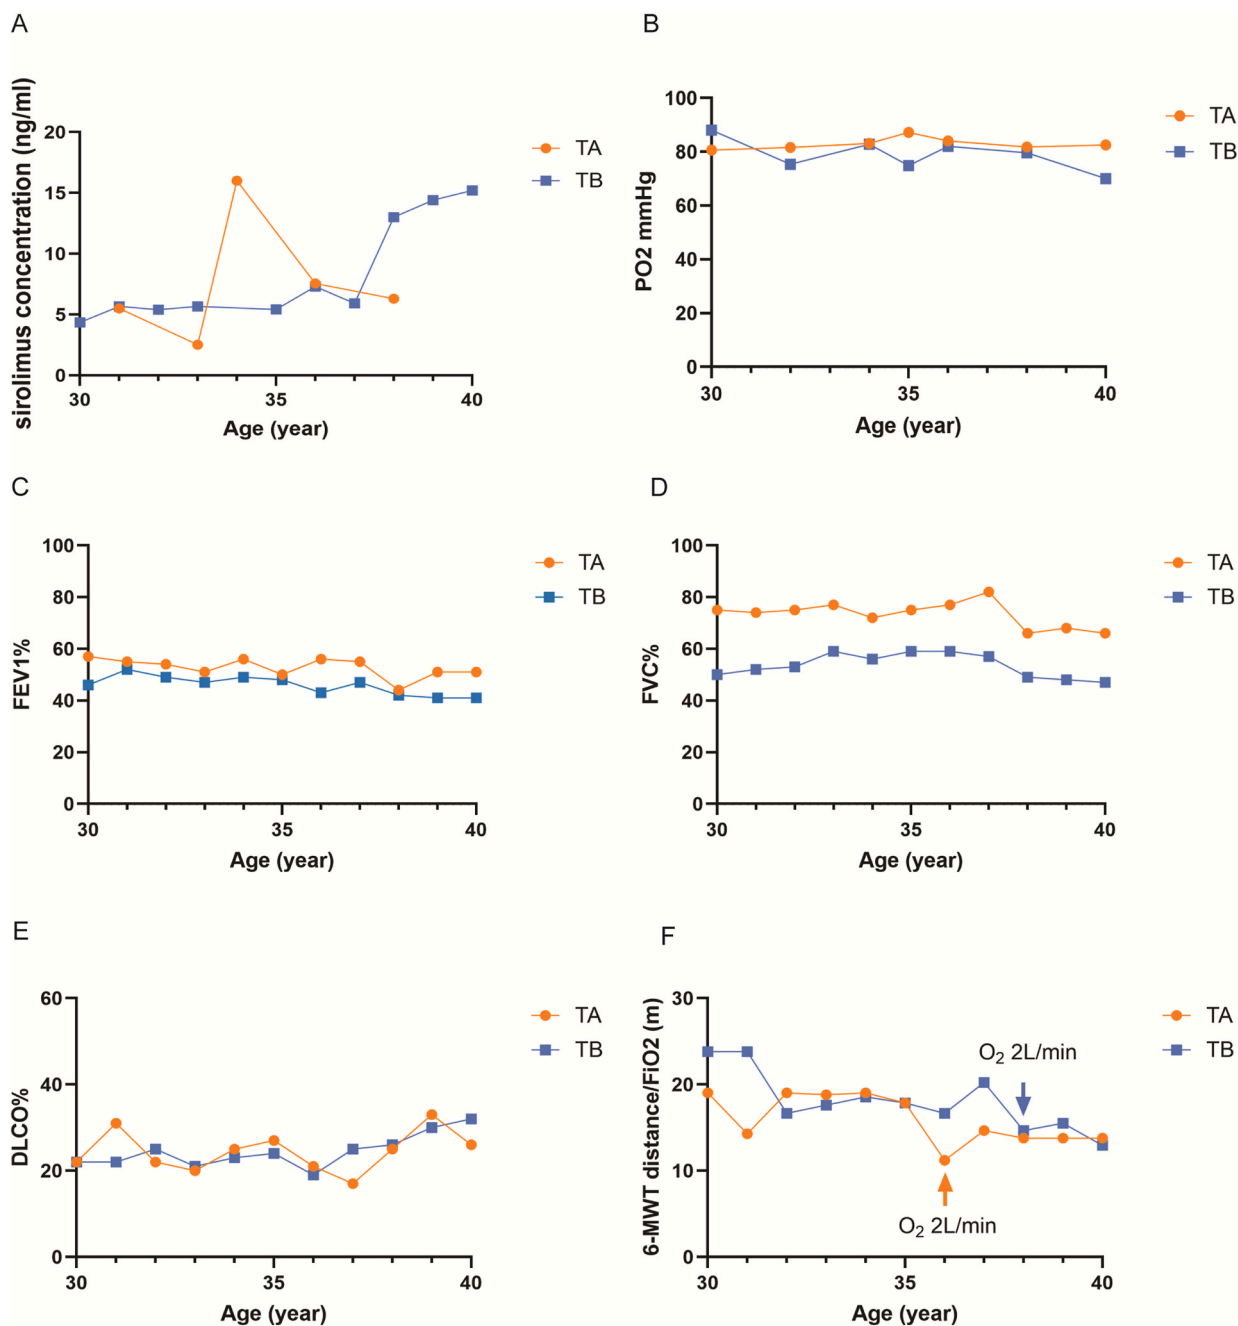 A
sirolimus concentration (ng/ml)
20
15
10
5
0
30
35
40
Age (year)
TA
TB
B
PO2 mmHg
100
80
60
40
20
0
30
35
40
Age (year)
TA
TB
C
FEV1%
100
80
60
40
20
0
30
35
40
Age (year)
TA
TB
D
FVC%
100
80
60
40
20
0
30
35
40
Age (year)
TA
TB
E
DLCO%
60
40
20
0
30
35
40
Age (year)
TA
TB
F
6-MWT distance/FiO2 (m)
30
20
10
0
30
35
40
Age (year)
O₂ 2L/min
O₂ 2L/min
TA
TB